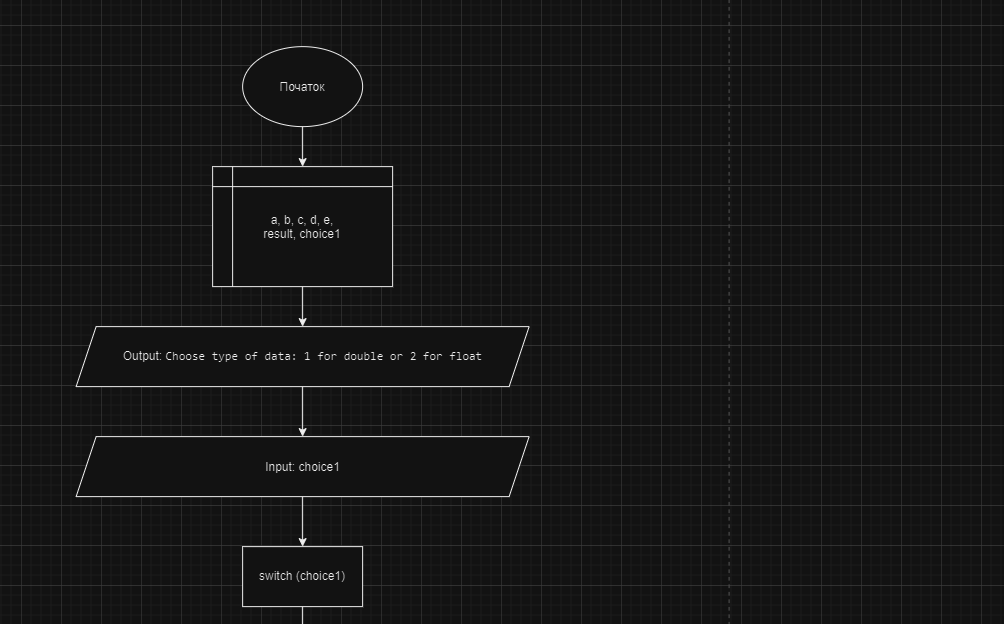 Початок
a, b, c, d, e,
result, choice1
Output: Choose type of data: 1 for double or 2 for float
Input: choice1
switch (choice1)